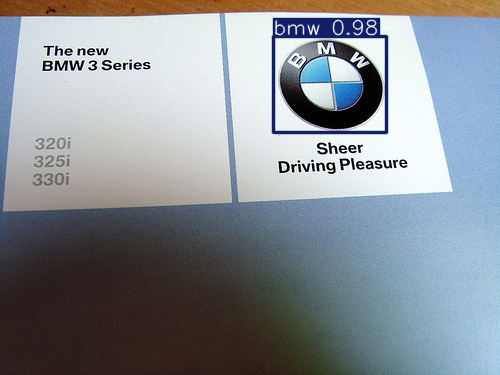 The new
BMW 3 Series
320i
325i
330i
bmw 0.98
BMW
Sheer
Driving Pleasure